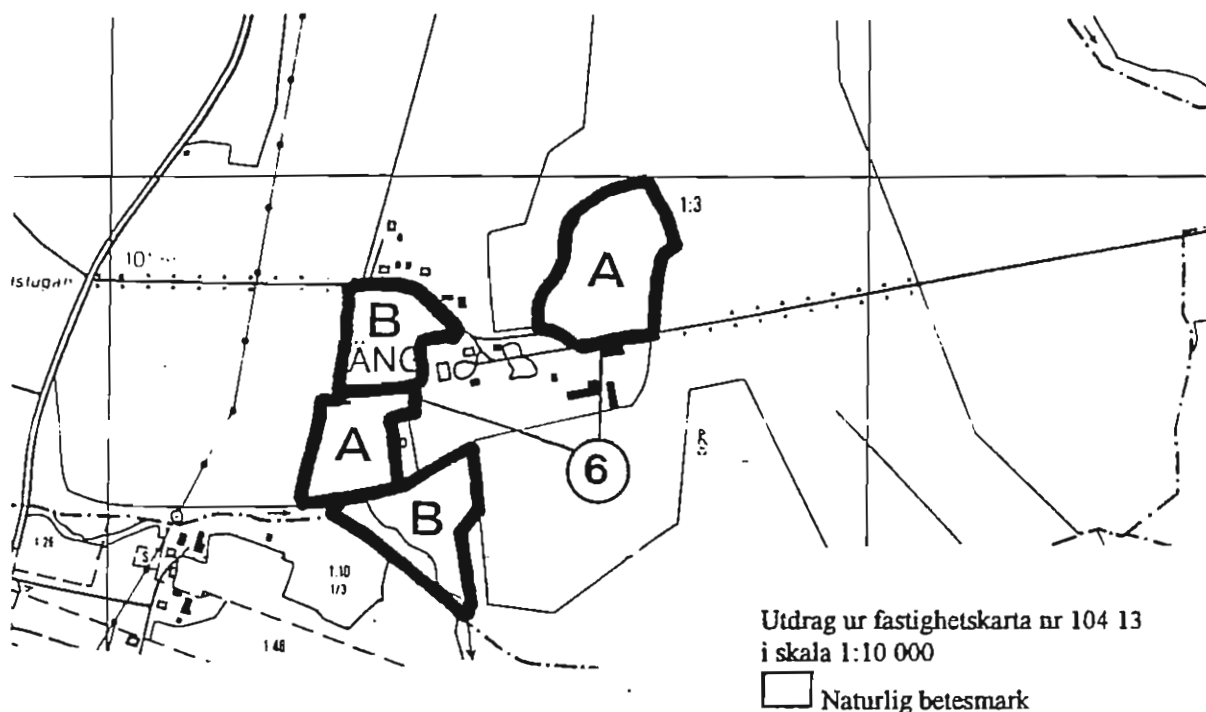 1:3
A
B
ÄNG
A
6
B
1:10
1/3
S
1:48
Utdrag ur fastighetskarta nr 104 13
i skala 1:10 000
Naturlig betesmark